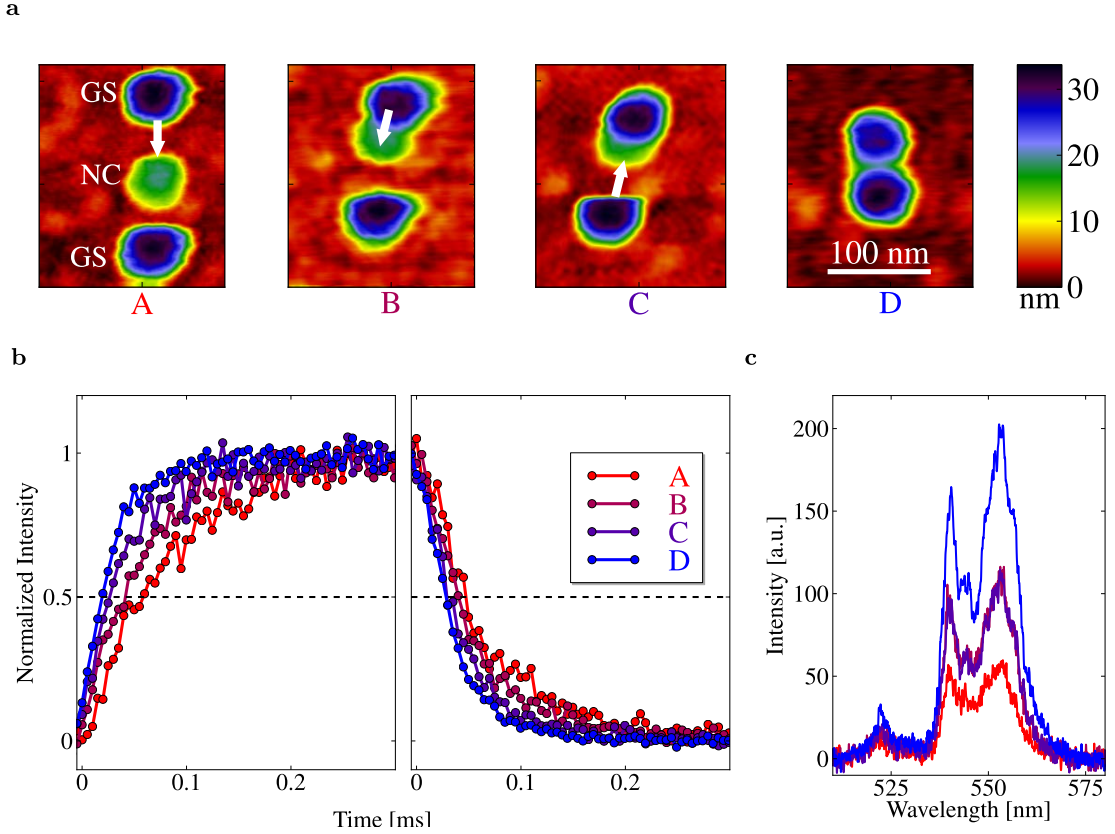 a
GS
NC
GS
A
B
C
D
100 nm
30
20
10
0
nm
b
c
Normalized Intensity
1
0.5
0
0
0.1
0.2
0
0.1
0.2
Time [ms]
A
B
C
D
Intensity [a.u.]
200
150
100
50
0
525
550
575
Wavelength [nm]